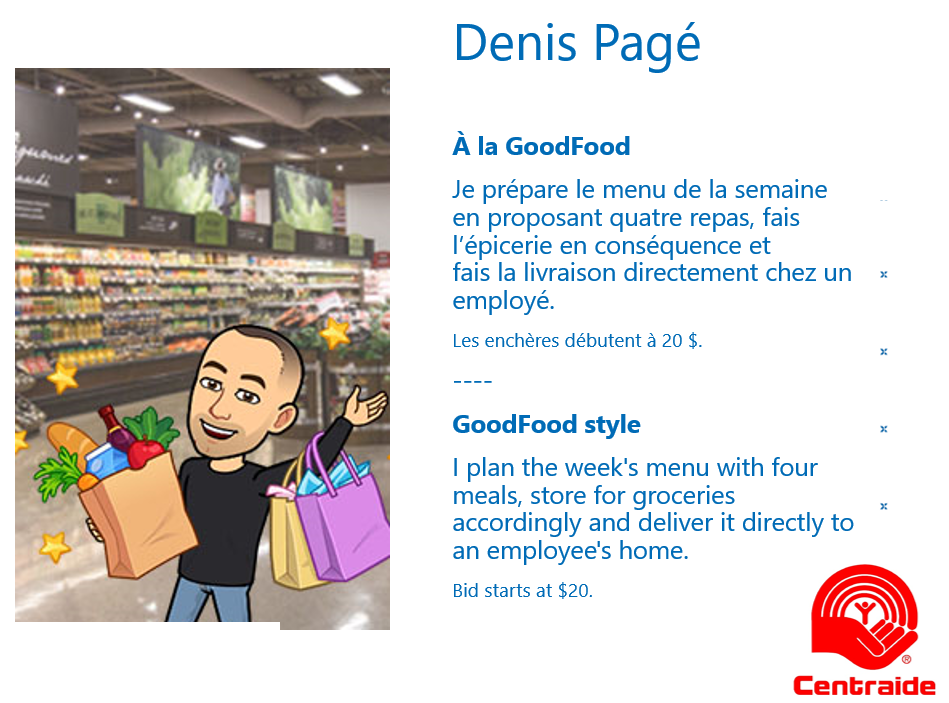 Denis Pagé
À la GoodFood
Je prépare le menu de la semaine
en proposant quatre repas, fais
l’épicerie en conséquence et
fais la livraison directement chez un
employé.
Les enchères débutent à 20 $.
----
GoodFood style
I plan the week's menu with four
meals, store for groceries
accordingly and deliver it directly to
an employee's home.
Bid starts at $20.
®
Centraide